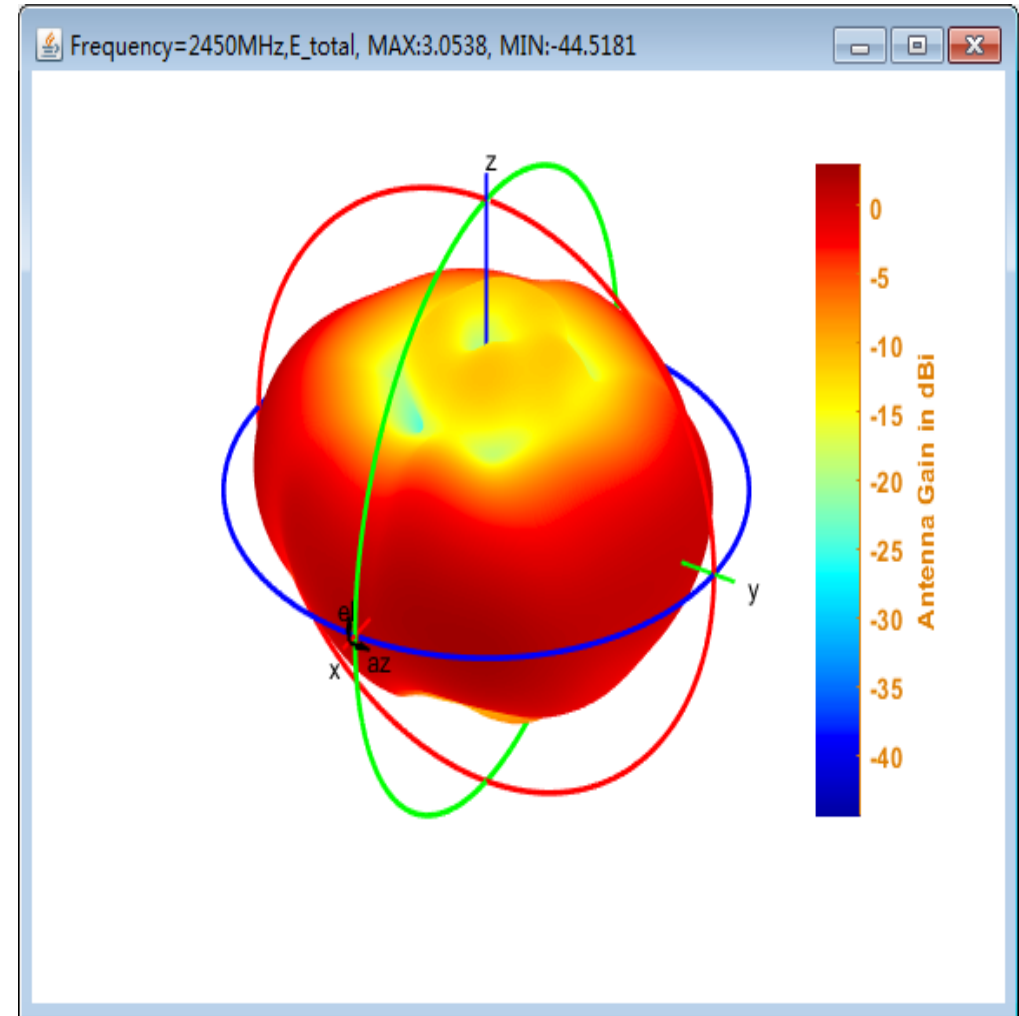 Frequency=2450MHz,E_total, MAX:3.0538, MIN:-44.5181
z
0
-5
-10
-15
-20
-25
-30
-35
-40
Antenna Gain in dBi
y
el
az
x